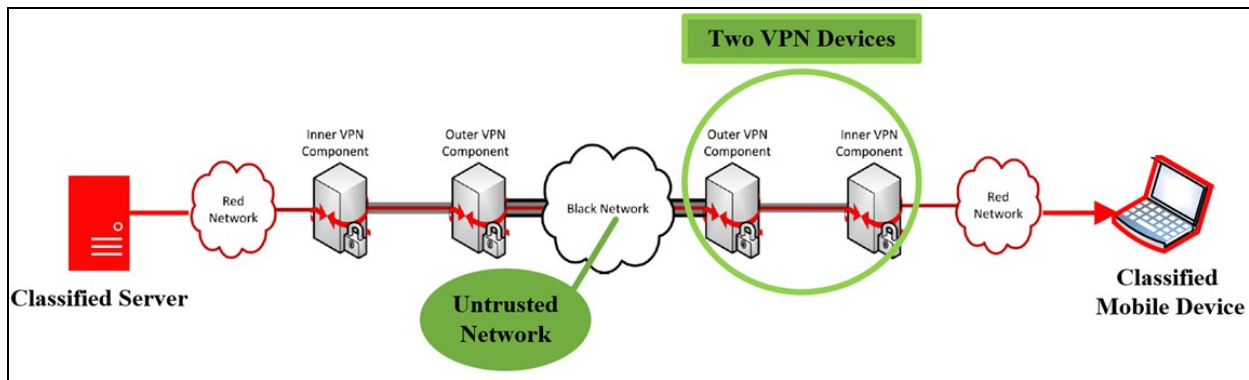 Two VPN Devices
Inner VPN
Component
Outer VPN
Component
Outer VPN
Component
Inner VPN
Component
Red
Network
Black Network
Red
Network
Classified Server
Untrusted
Network
Classified
Mobile Device